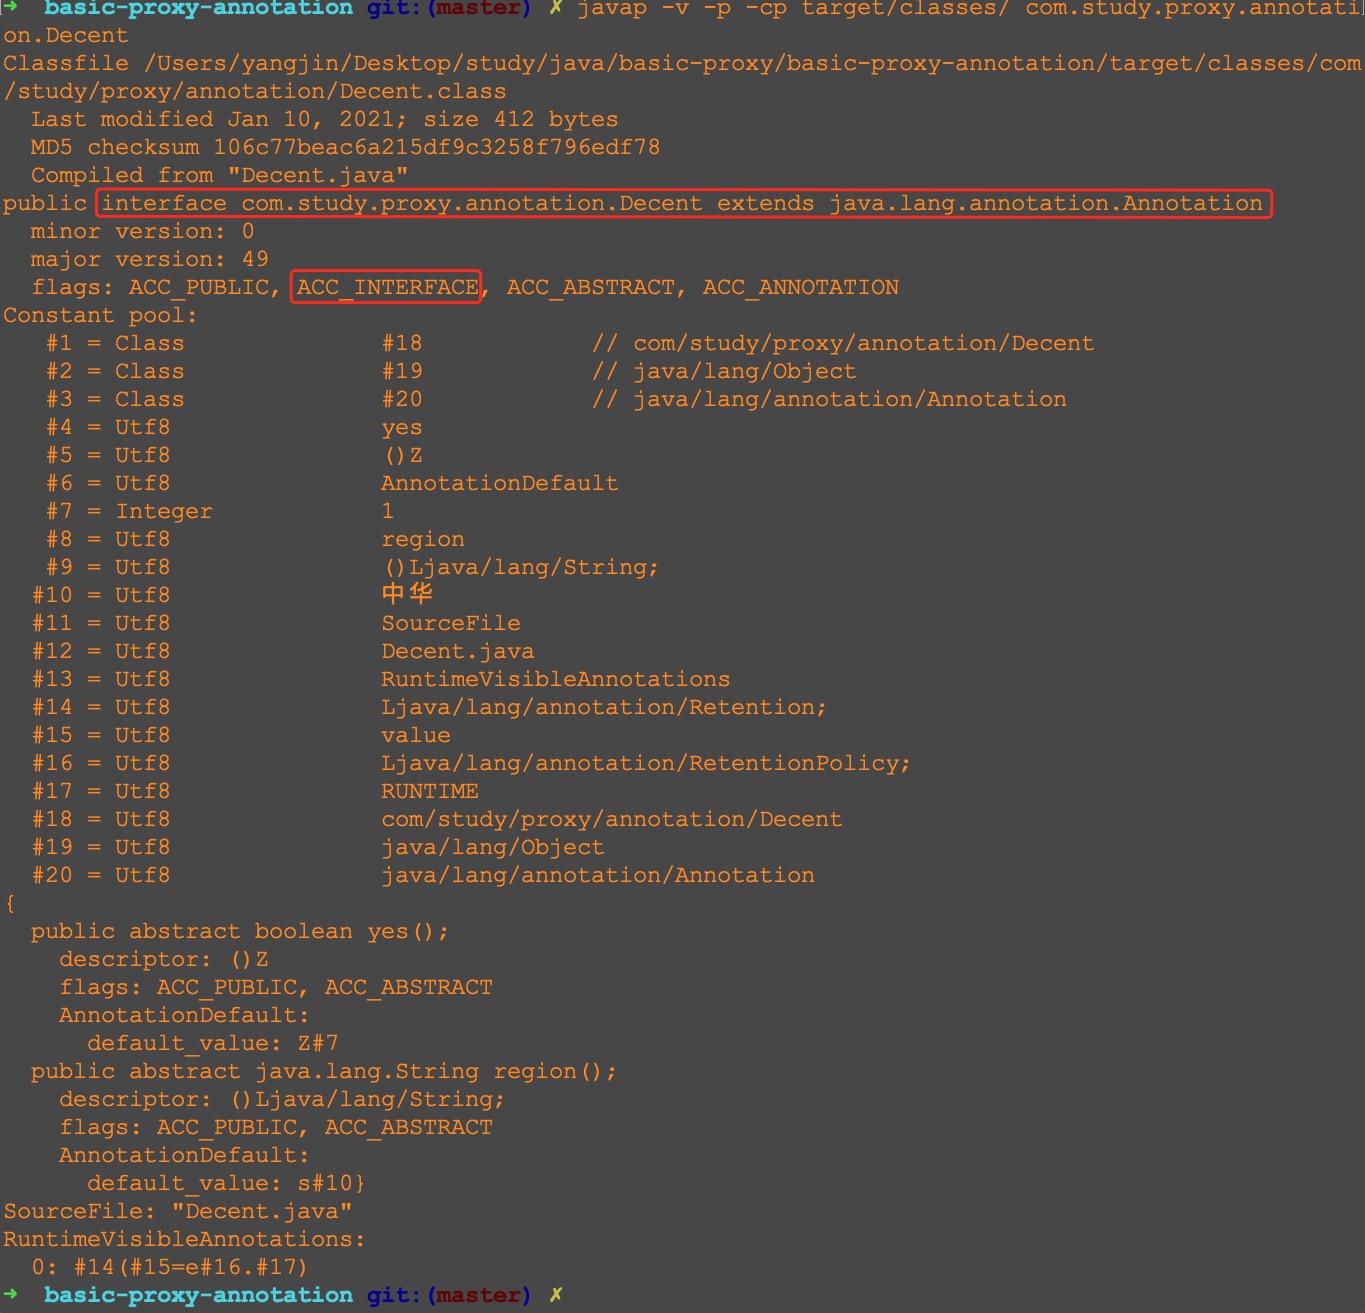 ➜  basic-proxy-annotation git:(master) ✗ javap -v -p -cp target/classes/ com.study.proxy.annotati
on.Decent
Classfile /Users/yangjin/Desktop/study/java/basic-proxy/basic-proxy-annotation/target/classes/com
/study/proxy/annotation/Decent.class
  Last modified Jan 10, 2021; size 412 bytes
  MD5 checksum 106c77beac6a215df9c3258f796edf78
  Compiled from "Decent.java"
public interface com.study.proxy.annotation.Decent extends java.lang.annotation.Annotation
  minor version: 0
  major version: 49
  flags: ACC_PUBLIC, ACC_INTERFACE, ACC_ABSTRACT, ACC_ANNOTATION
Constant pool:
   #1 = Class              #18            // com/study/proxy/annotation/Decent
   #2 = Class              #19            // java/lang/Object
   #3 = Class              #20            // java/lang/annotation/Annotation
   #4 = Utf8               yes
   #5 = Utf8               ()Z
   #6 = Utf8               AnnotationDefault
   #7 = Integer            1
   #8 = Utf8               region
   #9 = Utf8               ()Ljava/lang/String;
  #10 = Utf8               中华
  #11 = Utf8               SourceFile
  #12 = Utf8               Decent.java
  #13 = Utf8               RuntimeVisibleAnnotations
  #14 = Utf8               Ljava/lang/annotation/Retention;
  #15 = Utf8               value
  #16 = Utf8               Ljava/lang/annotation/RetentionPolicy;
  #17 = Utf8               RUNTIME
  #18 = Utf8               com/study/proxy/annotation/Decent
  #19 = Utf8               java/lang/Object
  #20 = Utf8               java/lang/annotation/Annotation
{
  public abstract boolean yes();
    descriptor: ()Z
    flags: ACC_PUBLIC, ACC_ABSTRACT
    AnnotationDefault:
      default_value: Z#7
  public abstract java.lang.String region();
    descriptor: ()Ljava/lang/String;
    flags: ACC_PUBLIC, ACC_ABSTRACT
    AnnotationDefault:
      default_value: s#10}
SourceFile: "Decent.java"
RuntimeVisibleAnnotations:
  0: #14(#15=e#16.#17)
➜  basic-proxy-annotation git:(master) ✗